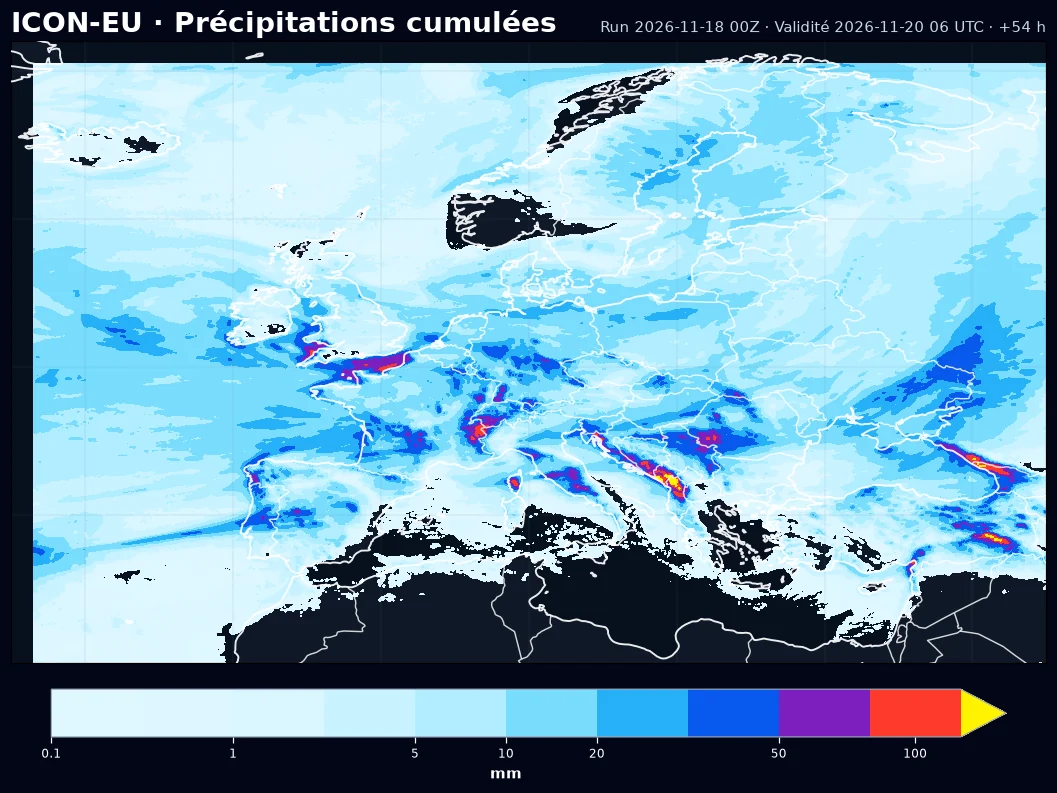 ICON-EU · Précipitations cumulées
Run 2026-11-18 00Z · Validité 2026-11-20 06 UTC · +54 h
0.1 1 5 10 20 50 100
mm